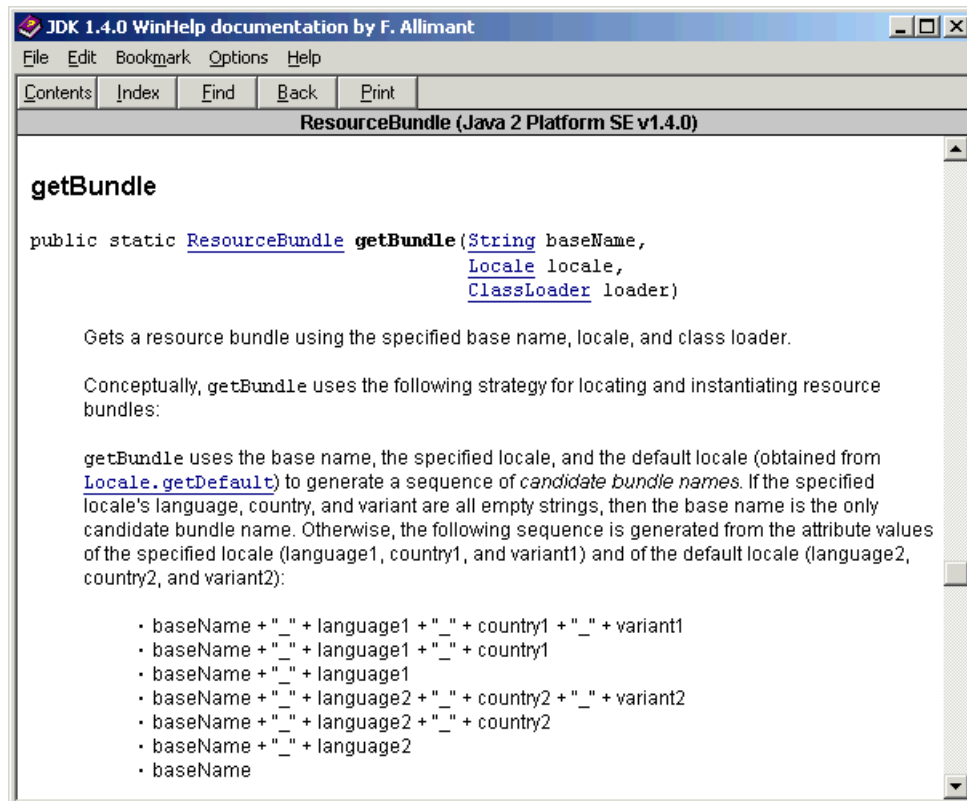 JDK 1.4.0 WinHelp documentation by F. Allimant
File Edit Bookmark Options Help
Contents Index Find Back Print
ResourceBundle (Java 2 Platform SE v1.4.0)
getBundle
public static ResourceBundle getBundle(String baseName,
Locale locale,
ClassLoader loader)
Gets a resource bundle using the specified base name, locale, and class loader.
Conceptually, getBundle uses the following strategy for locating and instantiating resource
bundles:
getBundle uses the base name, the specified locale, and the default locale (obtained from
Locale.getDefault) to generate a sequence of candidate bundle names. If the specified
locale's language, country, and variant are all empty strings, then the base name is the only
candidate bundle name. Otherwise, the following sequence is generated from the attribute values
of the specified locale (language1, country1, and variant1) and of the default locale (language2,
country2, and variant2):
· baseName + "_" + language1 + "_" + country1 + "_" + variant1
· baseName + "_" + language1 + "_" + country1
· baseName + "_" + language1
· baseName + "_" + language2 + "_" + country2 + "_" + variant2
· baseName + "_" + language2 + "_" + country2
· baseName + "_" + language2
· baseName